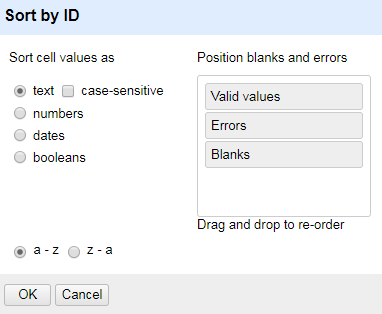 Sort by ID
Sort cell values as
text case-sensitive
numbers
dates
booleans
a - z z - a
Position blanks and errors
Valid values
Errors
Blanks
Drag and drop to re-order
OK Cancel